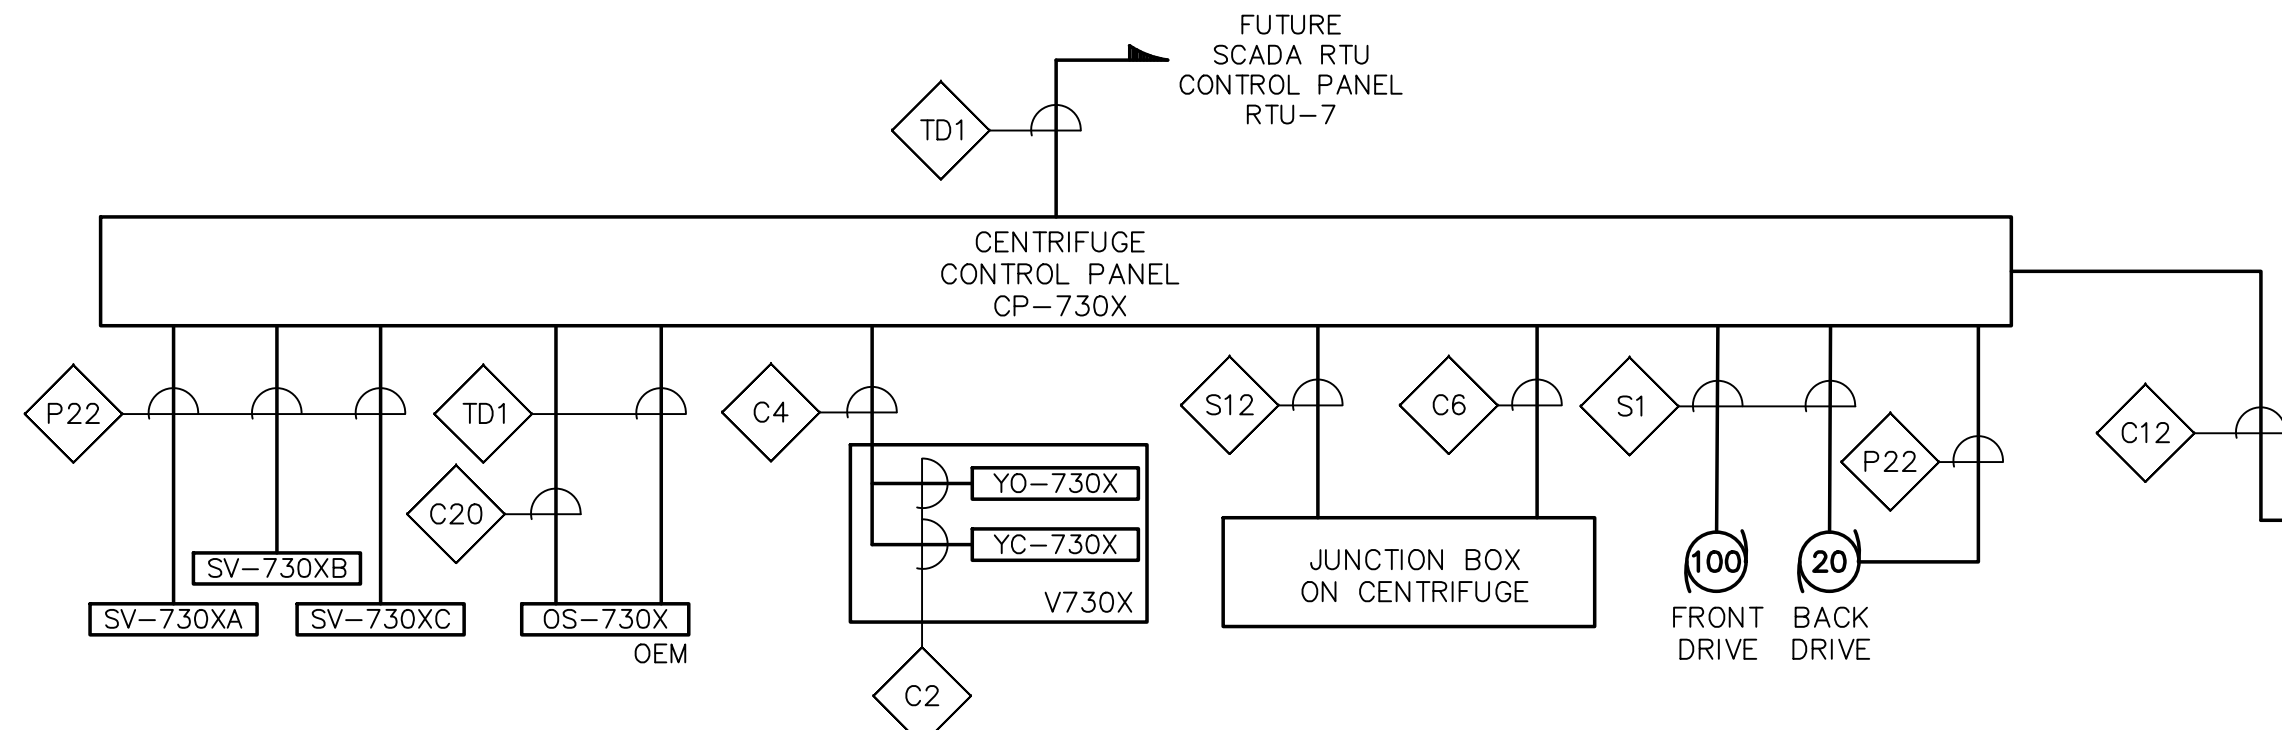 FUTURE
SCADA RTU
CONTROL PANEL
RTU-7
TD1
CENTRIFUGE
CONTROL PANEL
CP-730X
P22
TD1
C4
S12
C6
S1
C12
P22
C20
YO-730X
YC-730X
V730X
SV-730XB
SV-730XA
SV-730XC
OS-730X
OEM
JUNCTION BOX
ON CENTRIFUGE
100
20
FRONT
DRIVE
BACK
DRIVE
C2